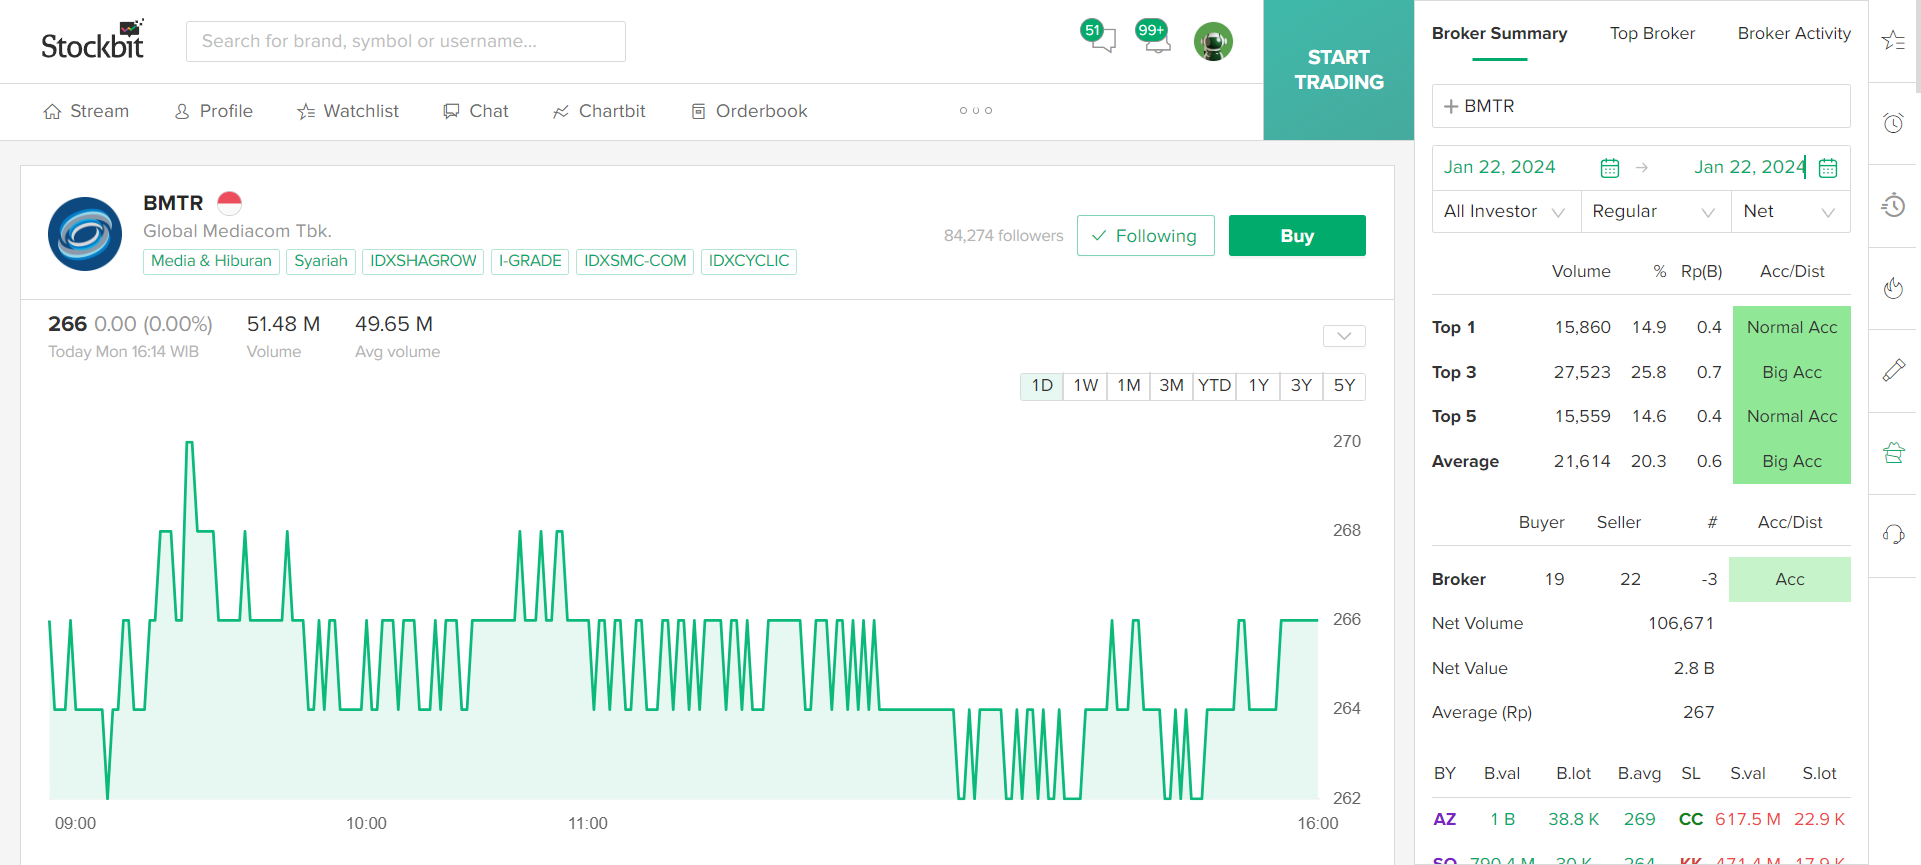 Stockbit
Search for brand, symbol or username...
51
99+
START
TRADING
Stream
Profile
Watchlist
Chat
Chartbit
Orderbook
BMTR
Global Mediacom Tbk.
Media & Hiburan
Syariah
IDXSHAGROW
I-GRADE
IDXSMC-COM
IDXCYCLIC
84,274 followers
Following
Buy
266 0.00 (0.00%)
Today Mon 16:14 WIB
51.48 M
Volume
49.65 M
Avg volume
1D 1W 1M 3M YTD 1Y 3Y 5Y
270
268
266
264
262
09:00 10:00 11:00 16:00
Broker Summary Top Broker Broker Activity
BMTR
Jan 22, 2024 Jan 22, 2024
All Investor Regular Net
Volume % Rp(B) Acc/Dist
Top 1 15,860 14.9 0.4 Normal Acc
Top 3 27,523 25.8 0.7 Big Acc
Top 5 15,559 14.6 0.4 Normal Acc
Average 21,614 20.3 0.6 Big Acc
Buyer Seller # Acc/Dist
Broker 19 22 -3 Acc
Net Volume 106,671
Net Value 2.8 B
Average (Rp) 267
BY B.val B.lot B.avg SL S.val S.lot
AZ 1 B 38.8 K 269 CC 617.5 M 22.9 K
SQ 790.4 M 30 K 264 KK 471.4 M 17.9 K